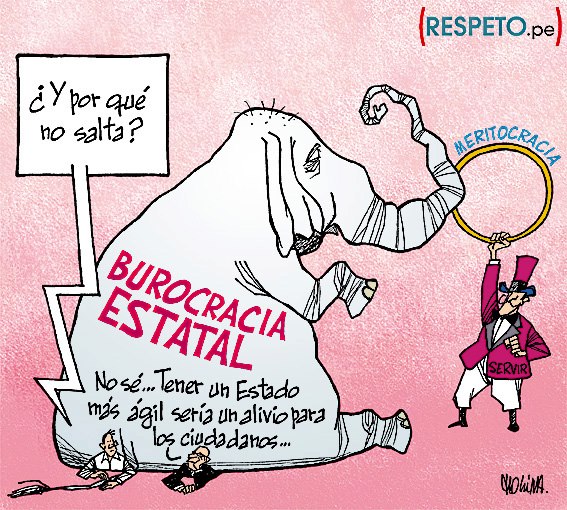 (RESPETO.pe)
¿Y por qué
no salta?
MERITOCRACIA
BUROCRACIA
ESTATAL
SERVIR
No sé... Tener un Estado
más ágil sería un alivio para
los ciudadanos...